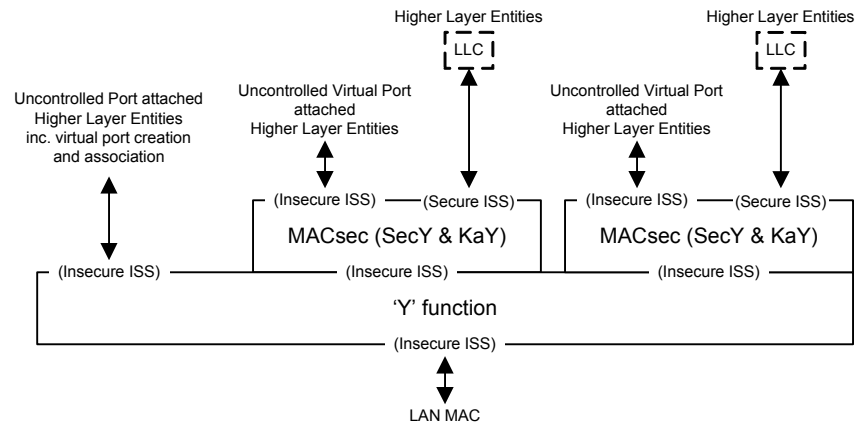 Higher Layer Entities
Higher Layer Entities
LLC
LLC
Uncontrolled Port attached
Higher Layer Entities
inc. virtual port creation
and association
Uncontrolled Virtual Port
attached
Higher Layer Entities
Uncontrolled Virtual Port
attached
Higher Layer Entities
(Insecure ISS)
(Secure ISS)
(Insecure ISS)
(Secure ISS)
MACsec (SecY & KaY)
MACsec (SecY & KaY)
(Insecure ISS)
(Insecure ISS)
(Insecure ISS)
‘Y’ function
(Insecure ISS)
LAN MAC